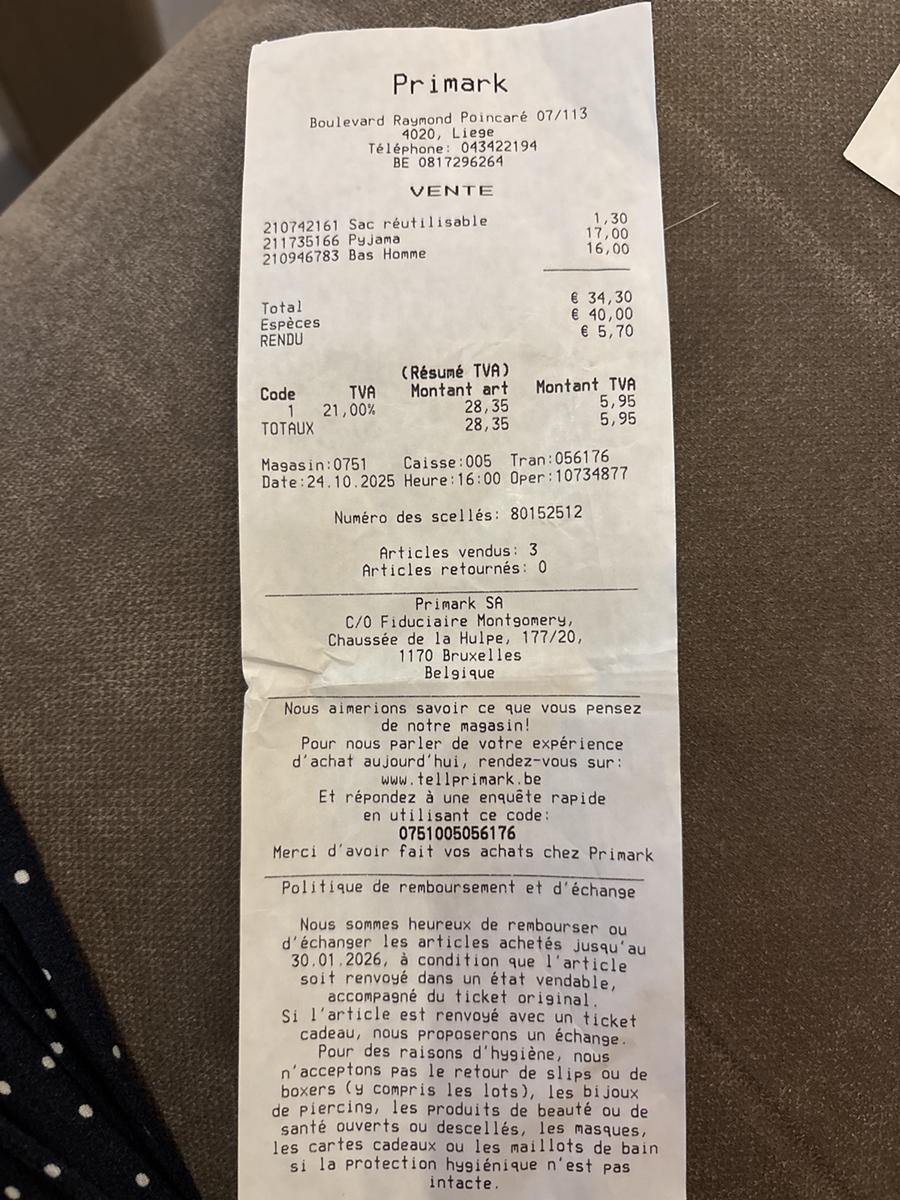 Primark
Boulevard Raymond Poincaré 07/113
4020, Liege
Téléphone: 043422194
BE 0817296264
VENTE
210742161 Sac réutilisable 1,30
211735166 Pyjama 17,00
210946783 Bas Homme 16,00
Total € 34,30
Espèces € 40,00
RENDU € 5,70
(Résumé TVA)
Code TVA Montant art Montant TVA
1 21,00% 28,35 5,95
TOTAUX 28,35 5,95
Magasin:0751 Caisse:005 Tran:056176
Date:24.10.2025 Heure:16:00 Oper:10734877
Numéro des scellés: 80152512
Articles vendus: 3
Articles retournés: 0
Primark SA
C/O Fiduciaire Montgomery,
Chaussée de la Hulpe, 177/20,
1170 Bruxelles
Belgique
Nous aimerions savoir ce que vous pensez
de notre magasin!
Pour nous parler de votre expérience
d'achat aujourd'hui, rendez-vous sur:
www.tellprimark.be
Et répondez à une enquête rapide
en utilisant ce code:
0751005056176
Merci d'avoir fait vos achats chez Primark
Politique de remboursement et d'échange
Nous sommes heureux de rembourser ou
d'échanger les articles achetés jusqu'au
30.01.2026, à condition que l'article
soit renvoyé dans un état vendable,
accompagné du ticket original.
Si l'article est renvoyé avec un ticket
cadeau, nous proposerons un échange.
Pour des raisons d'hygiène, nous
n'acceptons pas le retour de slips ou de
boxers (y compris les lots), les bijoux
de piercing, les produits de beauté ou de
santé ouverts ou descellés, les masques,
les cartes cadeaux ou les maillots de bain
si la protection hygiénique n'est pas
intacte.